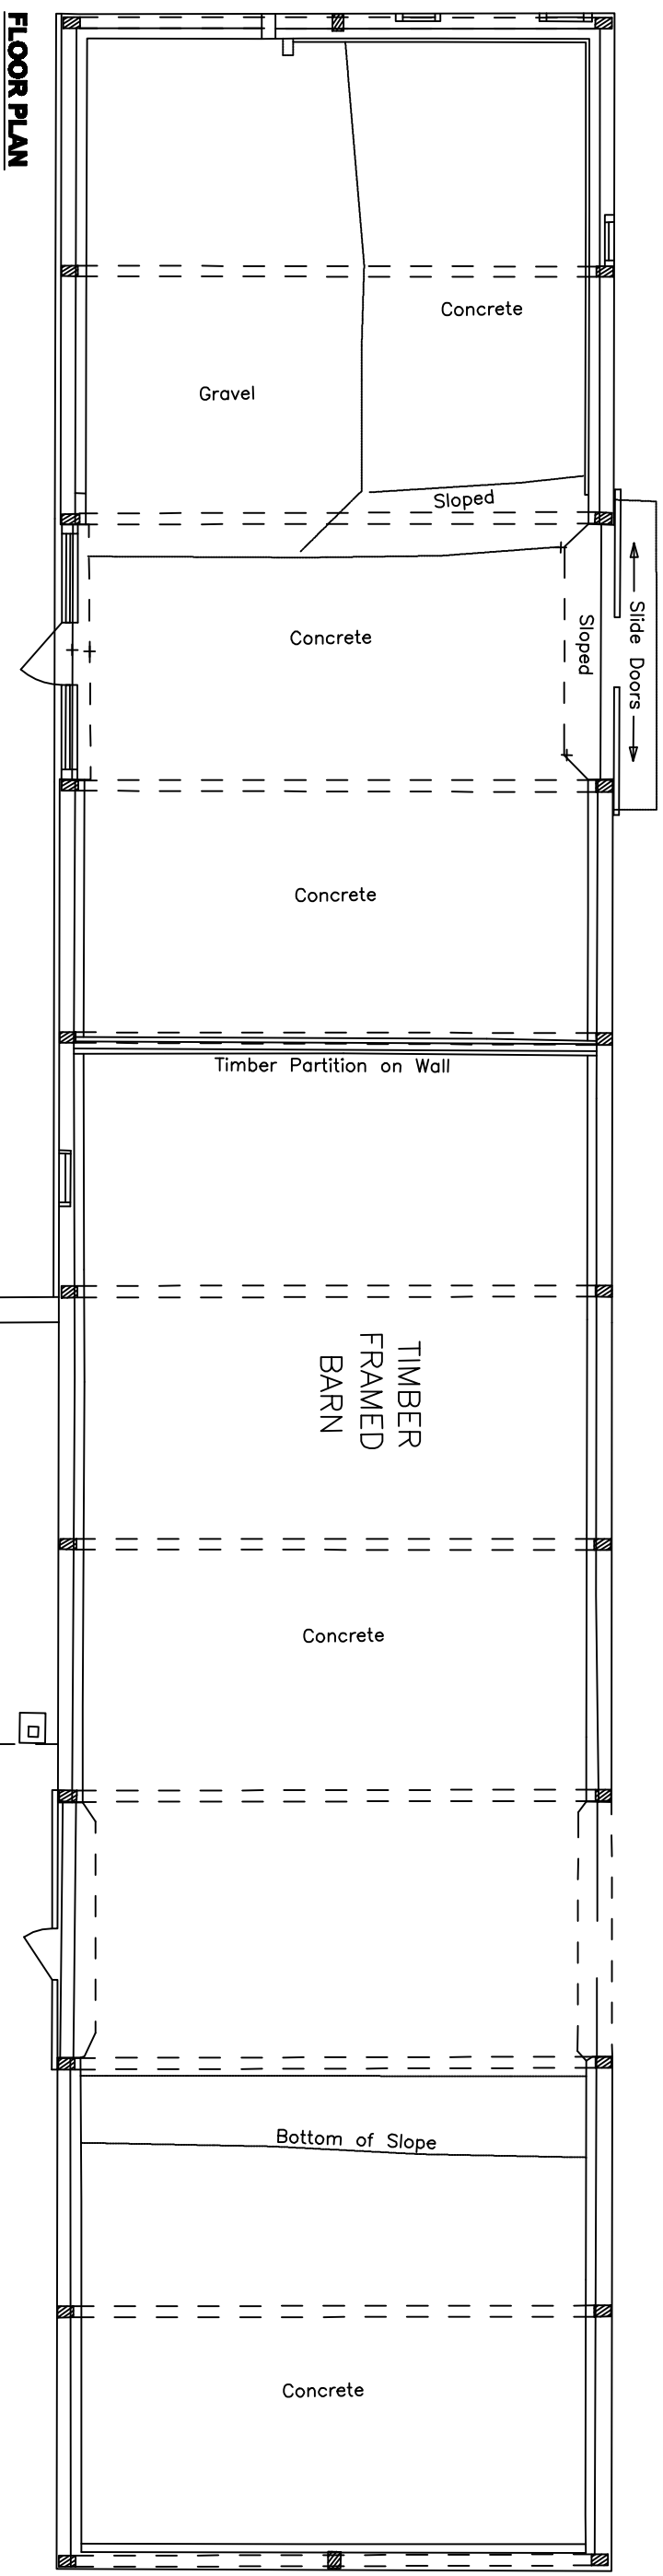 FLOOR PLAN
Concrete
Gravel
Sloped
Slide Doors
Sloped
Concrete
Concrete
Timber Partition on Wall
TIMBER
FRAMED
BARN
Concrete
Bottom of Slope
Concrete